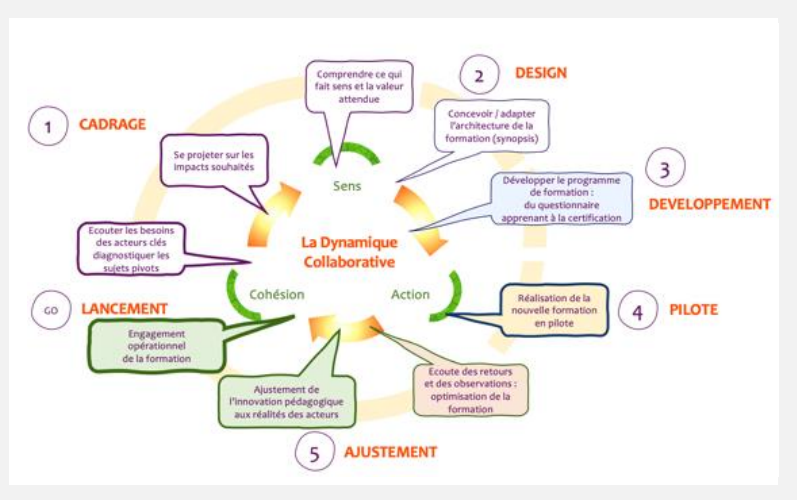 1
CADRAGE
Ecouter les besoins
des acteurs clés
diagnostiquer les
sujets pivots
Se projeter sur les
impacts souhaités
Comprendre ce qui
fait sens et la valeur
attendue
2
DESIGN
Concevoir / adapter
l'architecture de la
formation (synopsis)
3
DEVELOPPEMENT
Développer le programme
de formation :
du questionnaire
apprenant à la certification
Sens
La Dynamique
Collaborative
Cohésion
Action
4
PILOTE
Réalisation de la
nouvelle formation
en pilote
Ecoute des retours
et des observations :
optimisation de la
formation
5
AJUSTEMENT
Ajustement de
l'innovation pédagogique
aux réalités des acteurs
GO
LANCEMENT
Engagement
opérationnel
de la formation